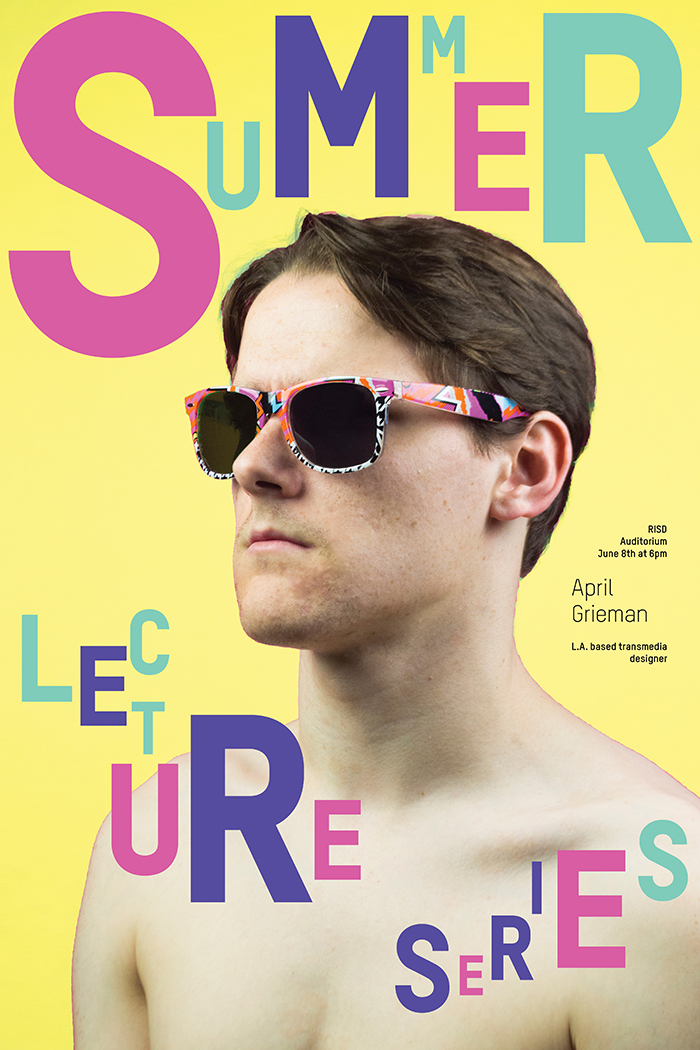 SUMMER
RISD
Auditorium
June 8th at 6pm
April
Grieman
L.A. based transmedia
designer
LECTURE
SERIES